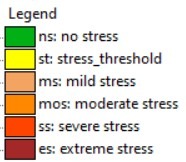 Legend
ns: no stress
st: stress_threshold
ms: mild stress
mos: moderate stress
ss: severe stress
es: extreme stress